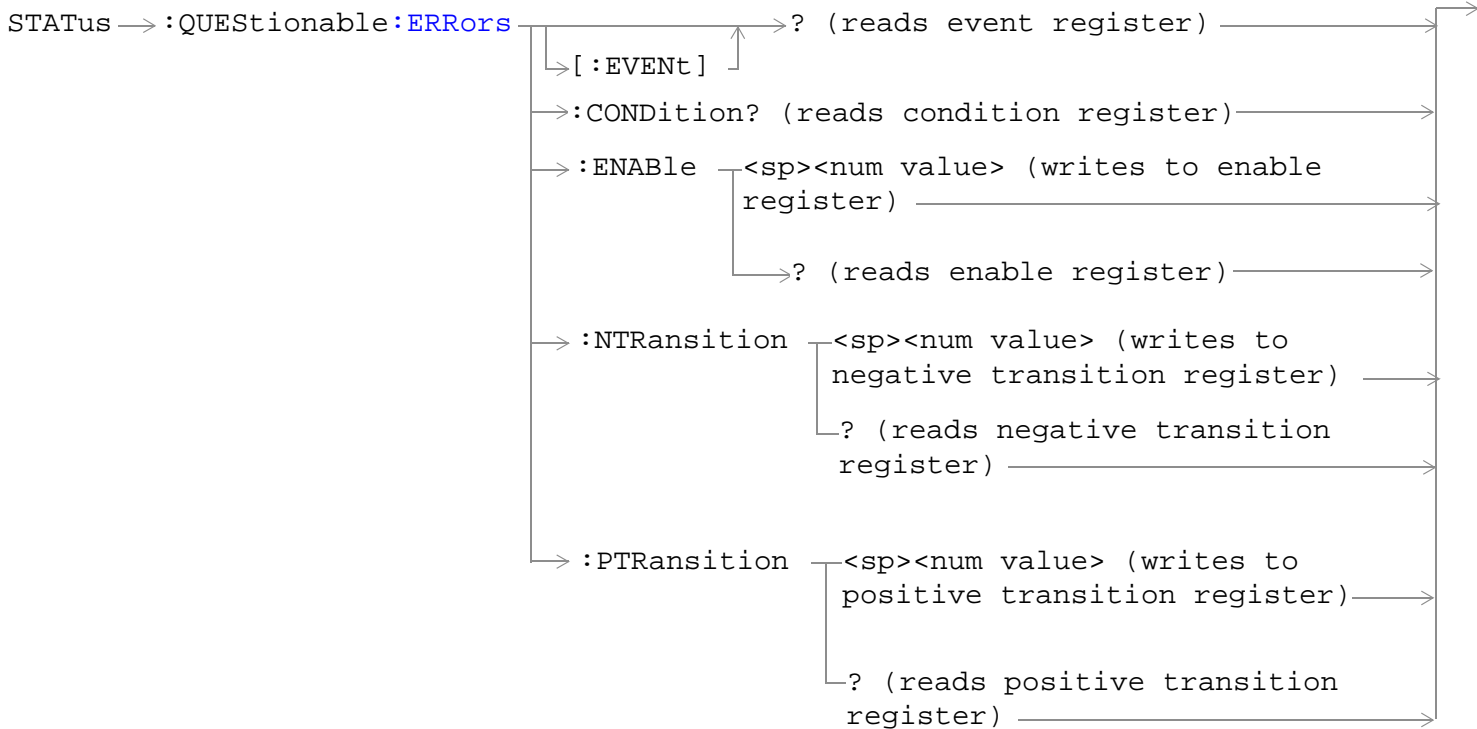 STATus :QUEStionable:ERRors ? (reads event register)
[:EVENt]
:CONDition? (reads condition register)
:ENABle <sp><num value> (writes to enable
register)
? (reads enable register)
:NTRansition <sp><num value> (writes to
negative transition register)
? (reads negative transition
register)
:PTRansition <sp><num value> (writes to
positive transition register)
? (reads positive transition
register)